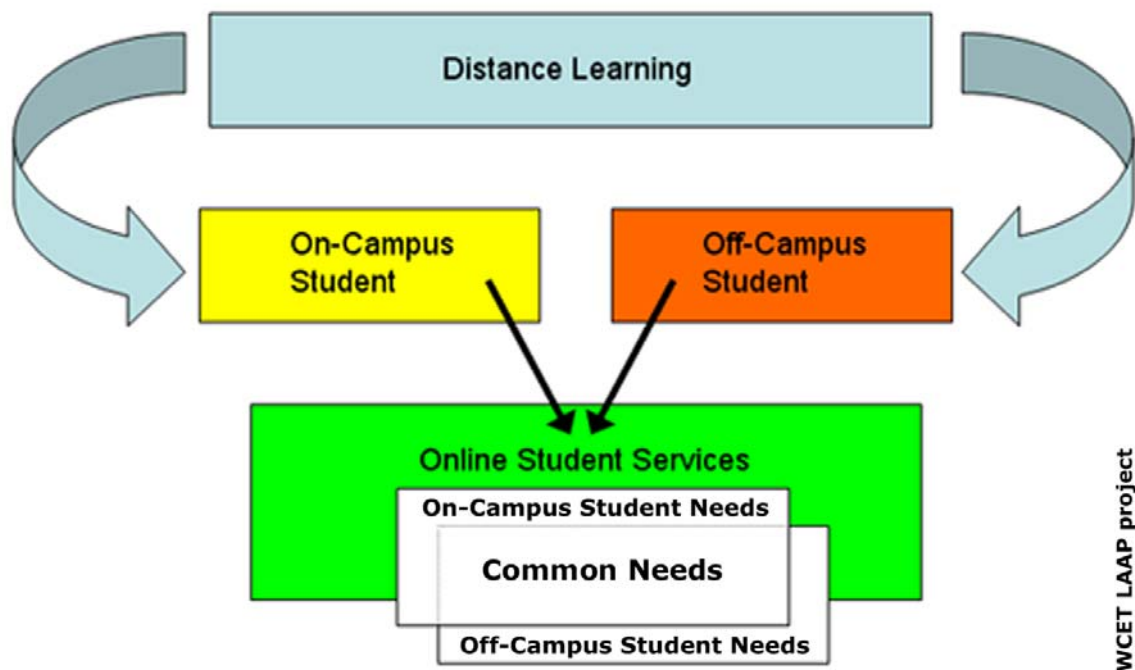 Distance Learning
On-Campus
Student
Off-Campus
Student
Online Student Services
On-Campus Student Needs
Common Needs
Off-Campus Student Needs
WCET LAAP project